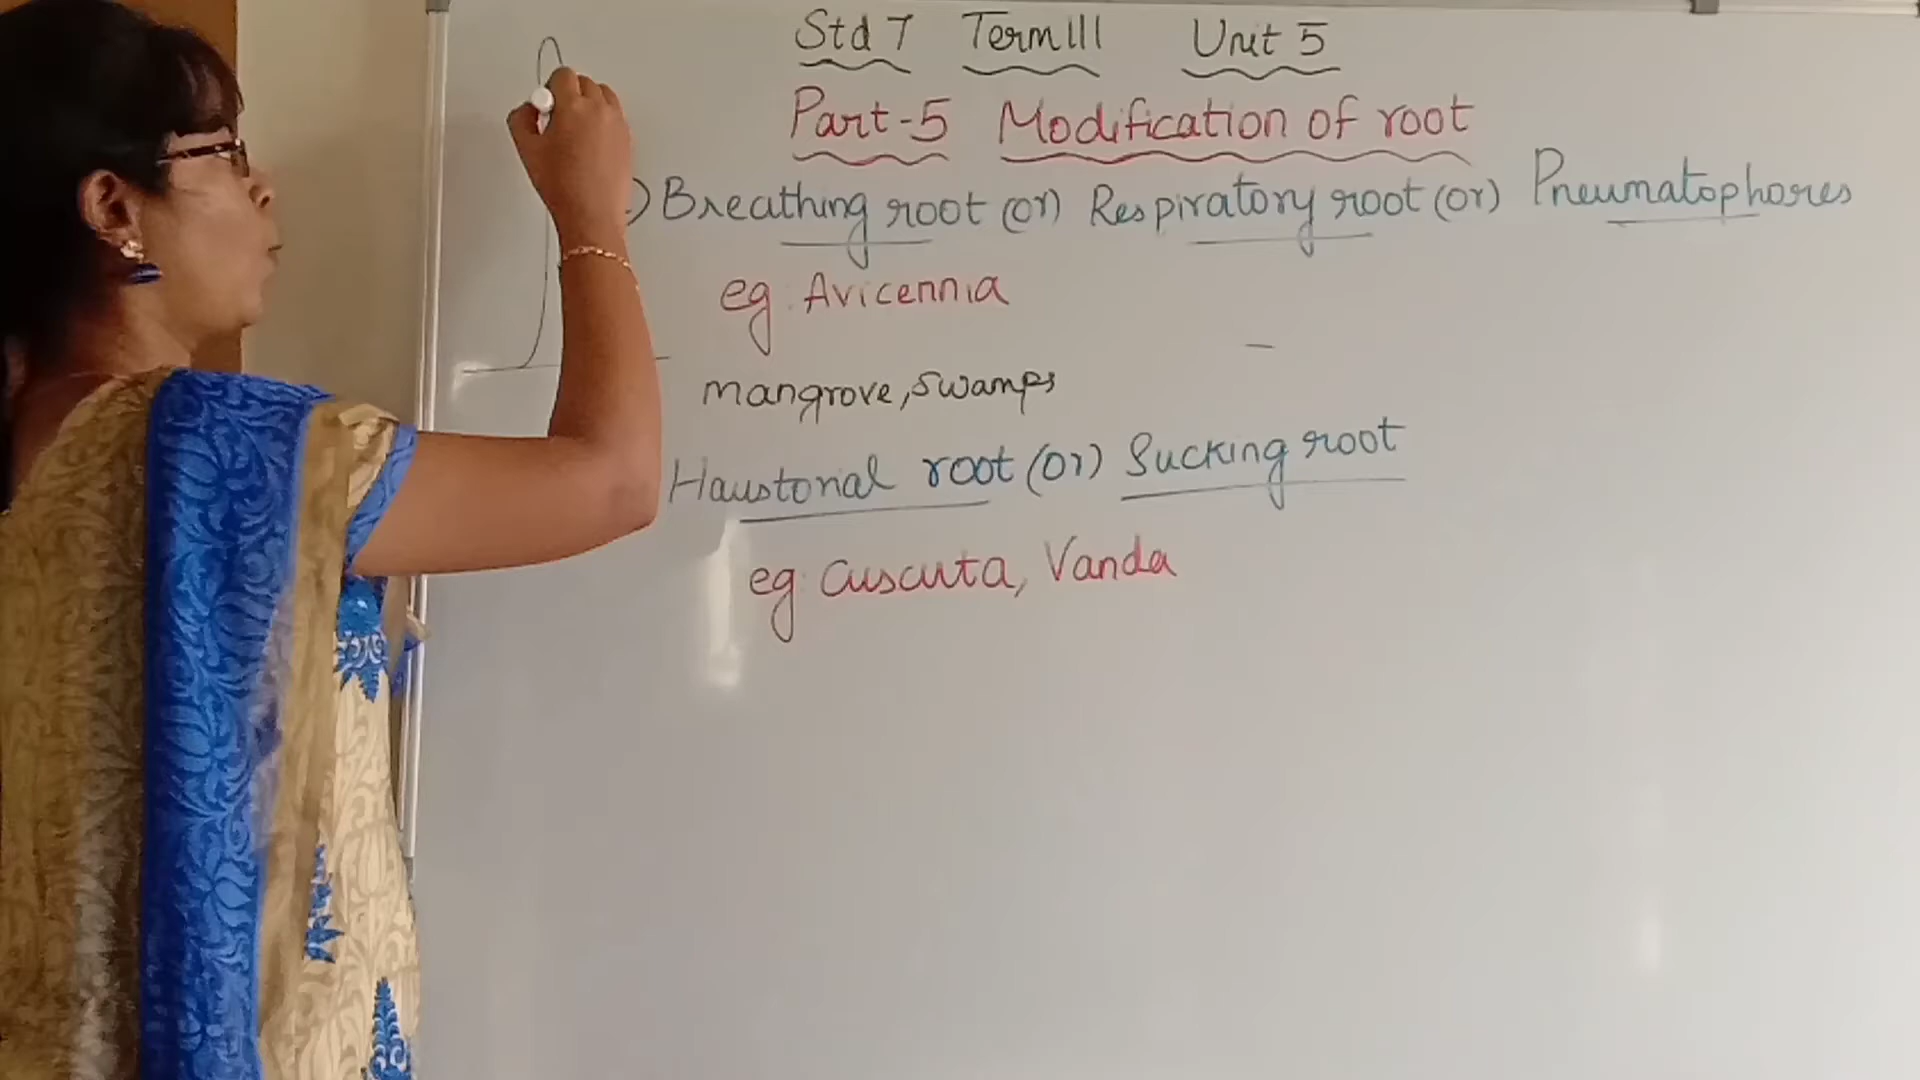 Std 7 Term III Unit 5
Part-5 Modification of root
) Breathing root (or) Respiratory root (or) Pneumatophores
eg: Avicennia
mangrove, swamps
Haustorial root (or) Sucking root
eg: Cuscuta, Vanda